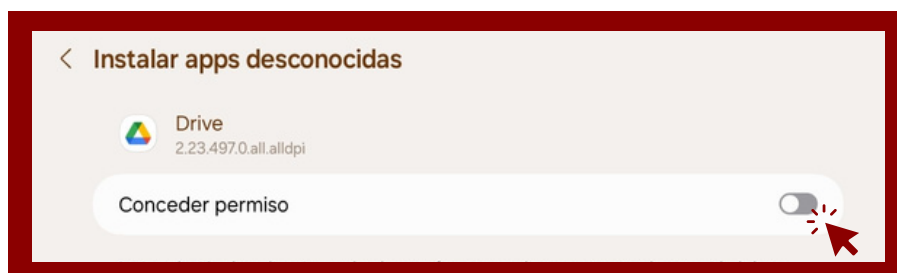 Instalar apps desconocidas
Drive
2.23.497.0.all.alldpi
Conceder permiso